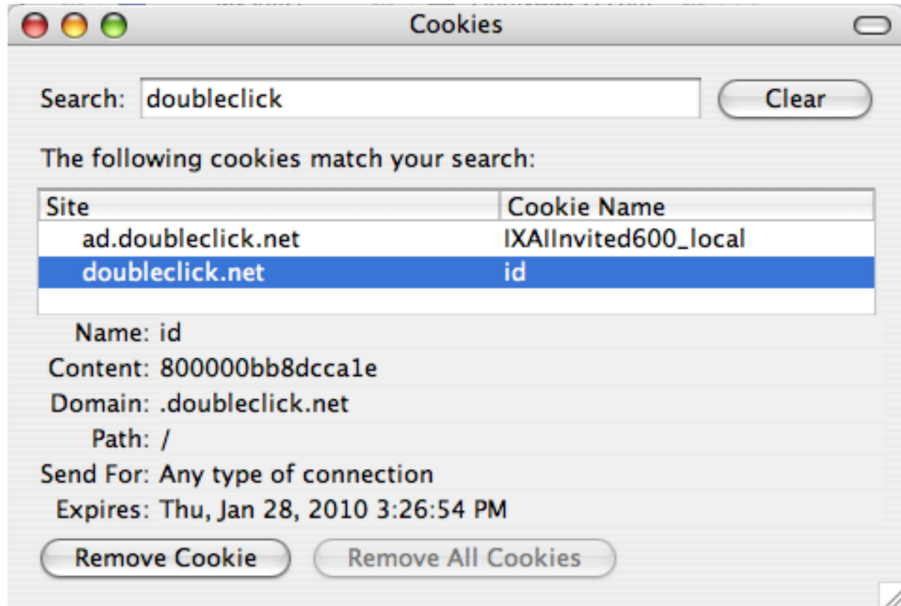 Cookies
Search: doubleclick Clear
The following cookies match your search:
Site Cookie Name
ad.doubleclick.net IXAIInvited600_local
doubleclick.net id
Name: id
Content: 800000bb8dcca1e
Domain: .doubleclick.net
Path: /
Send For: Any type of connection
Expires: Thu, Jan 28, 2010 3:26:54 PM
Remove Cookie Remove All Cookies